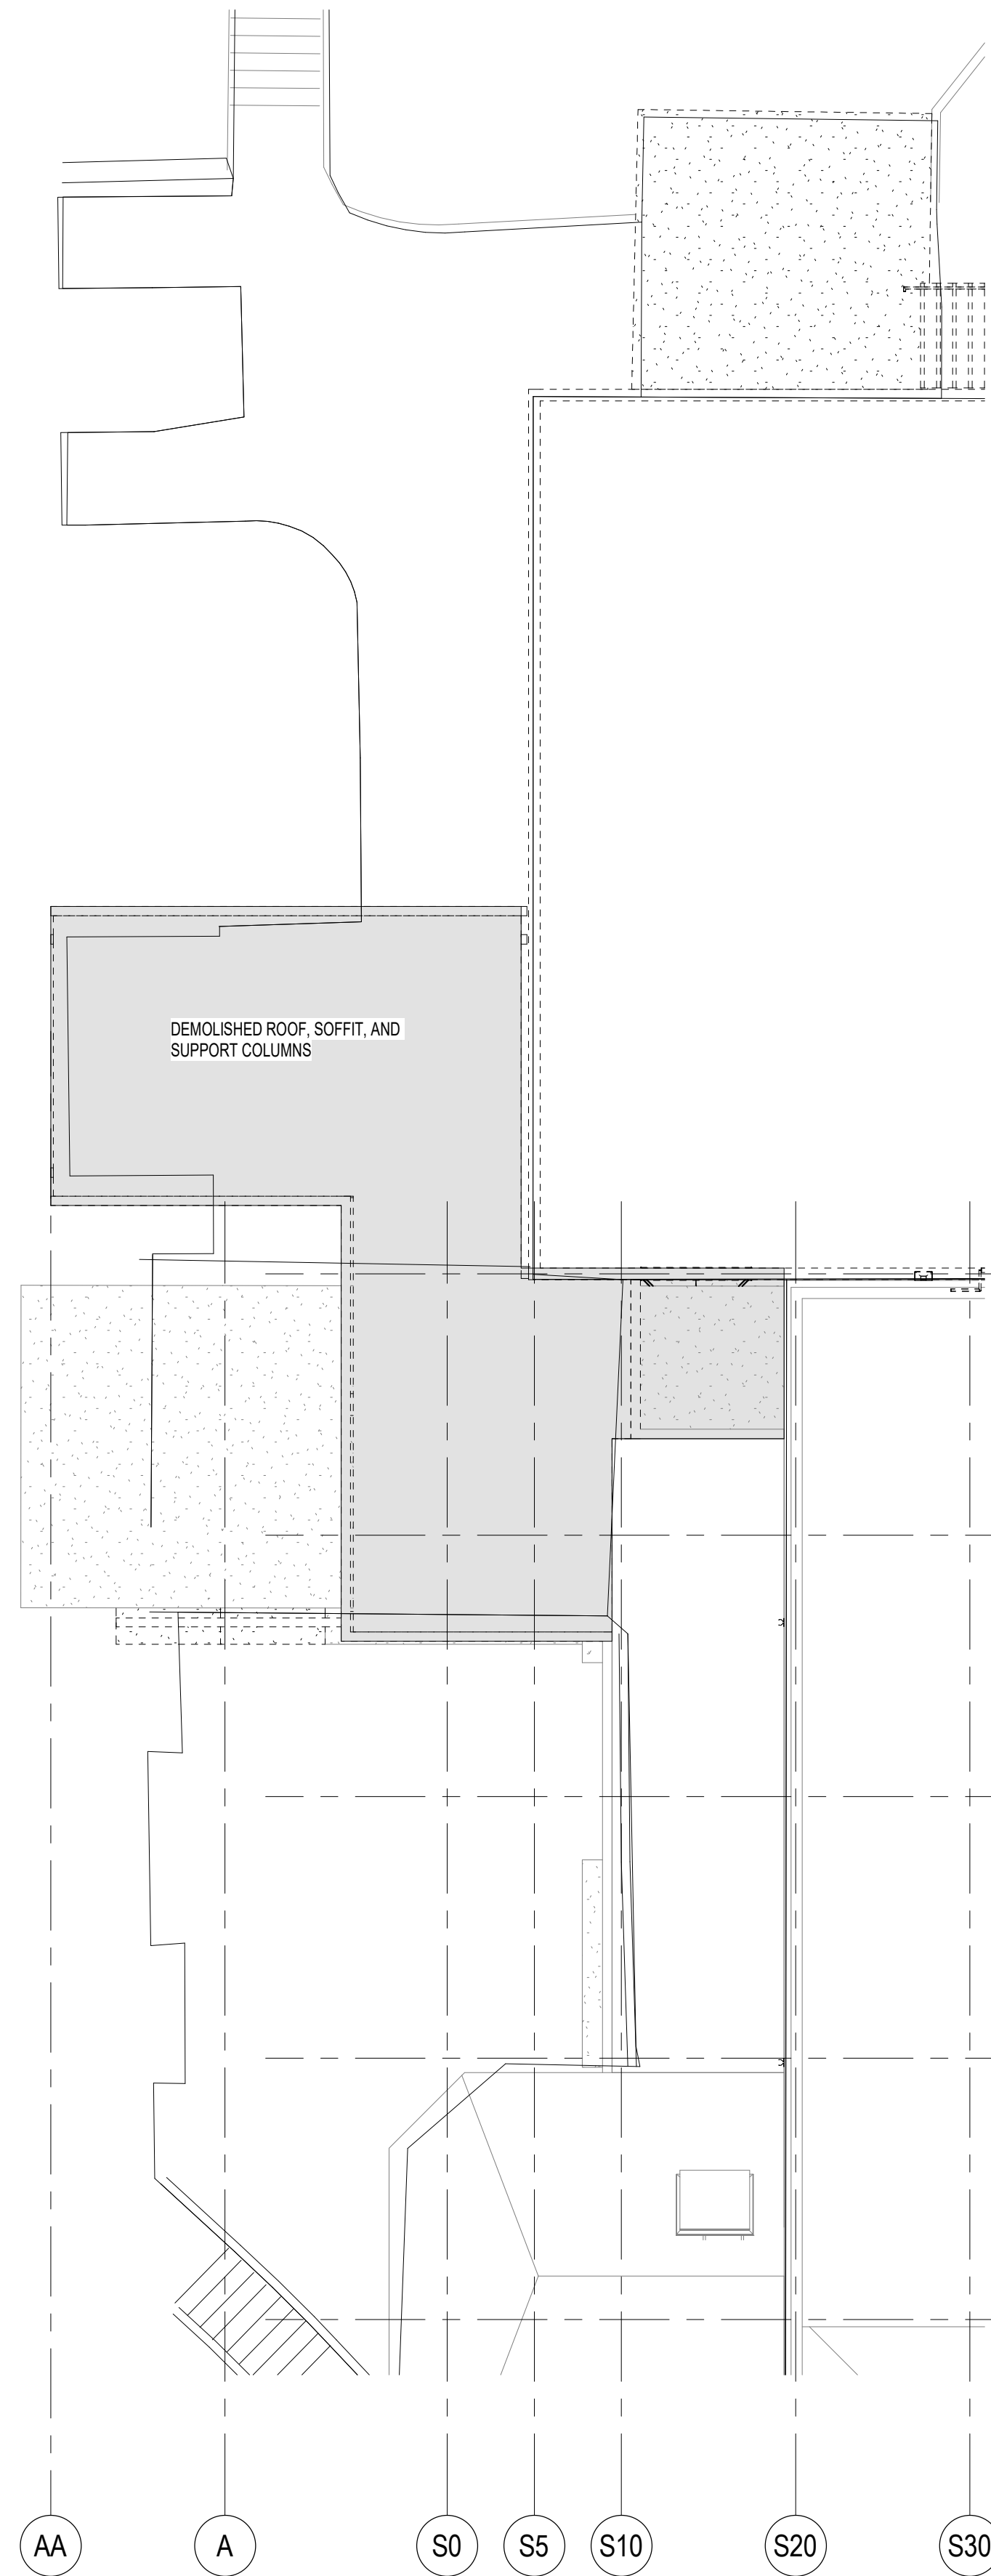 DEMOLISHED ROOF, SOFFIT, AND
SUPPORT COLUMNS
AA
A
S0
S5
S10
S20
S30